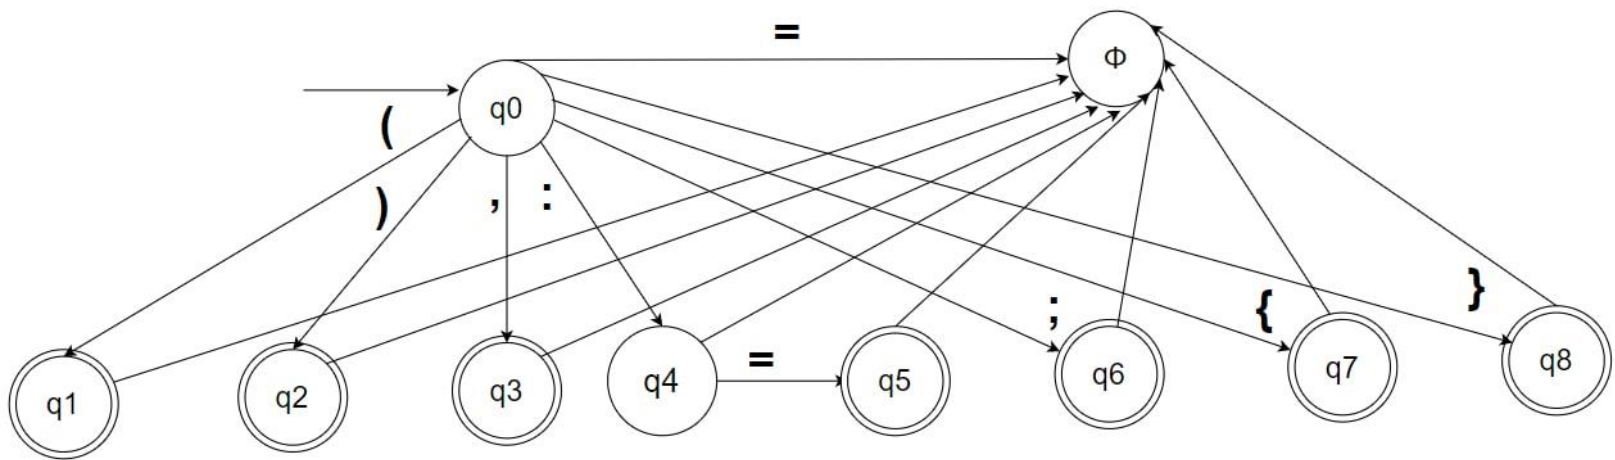 =
Φ
q0
(
)
, :
;
{
}
=
q1
q2
q3
q4
q5
q6
q7
q8